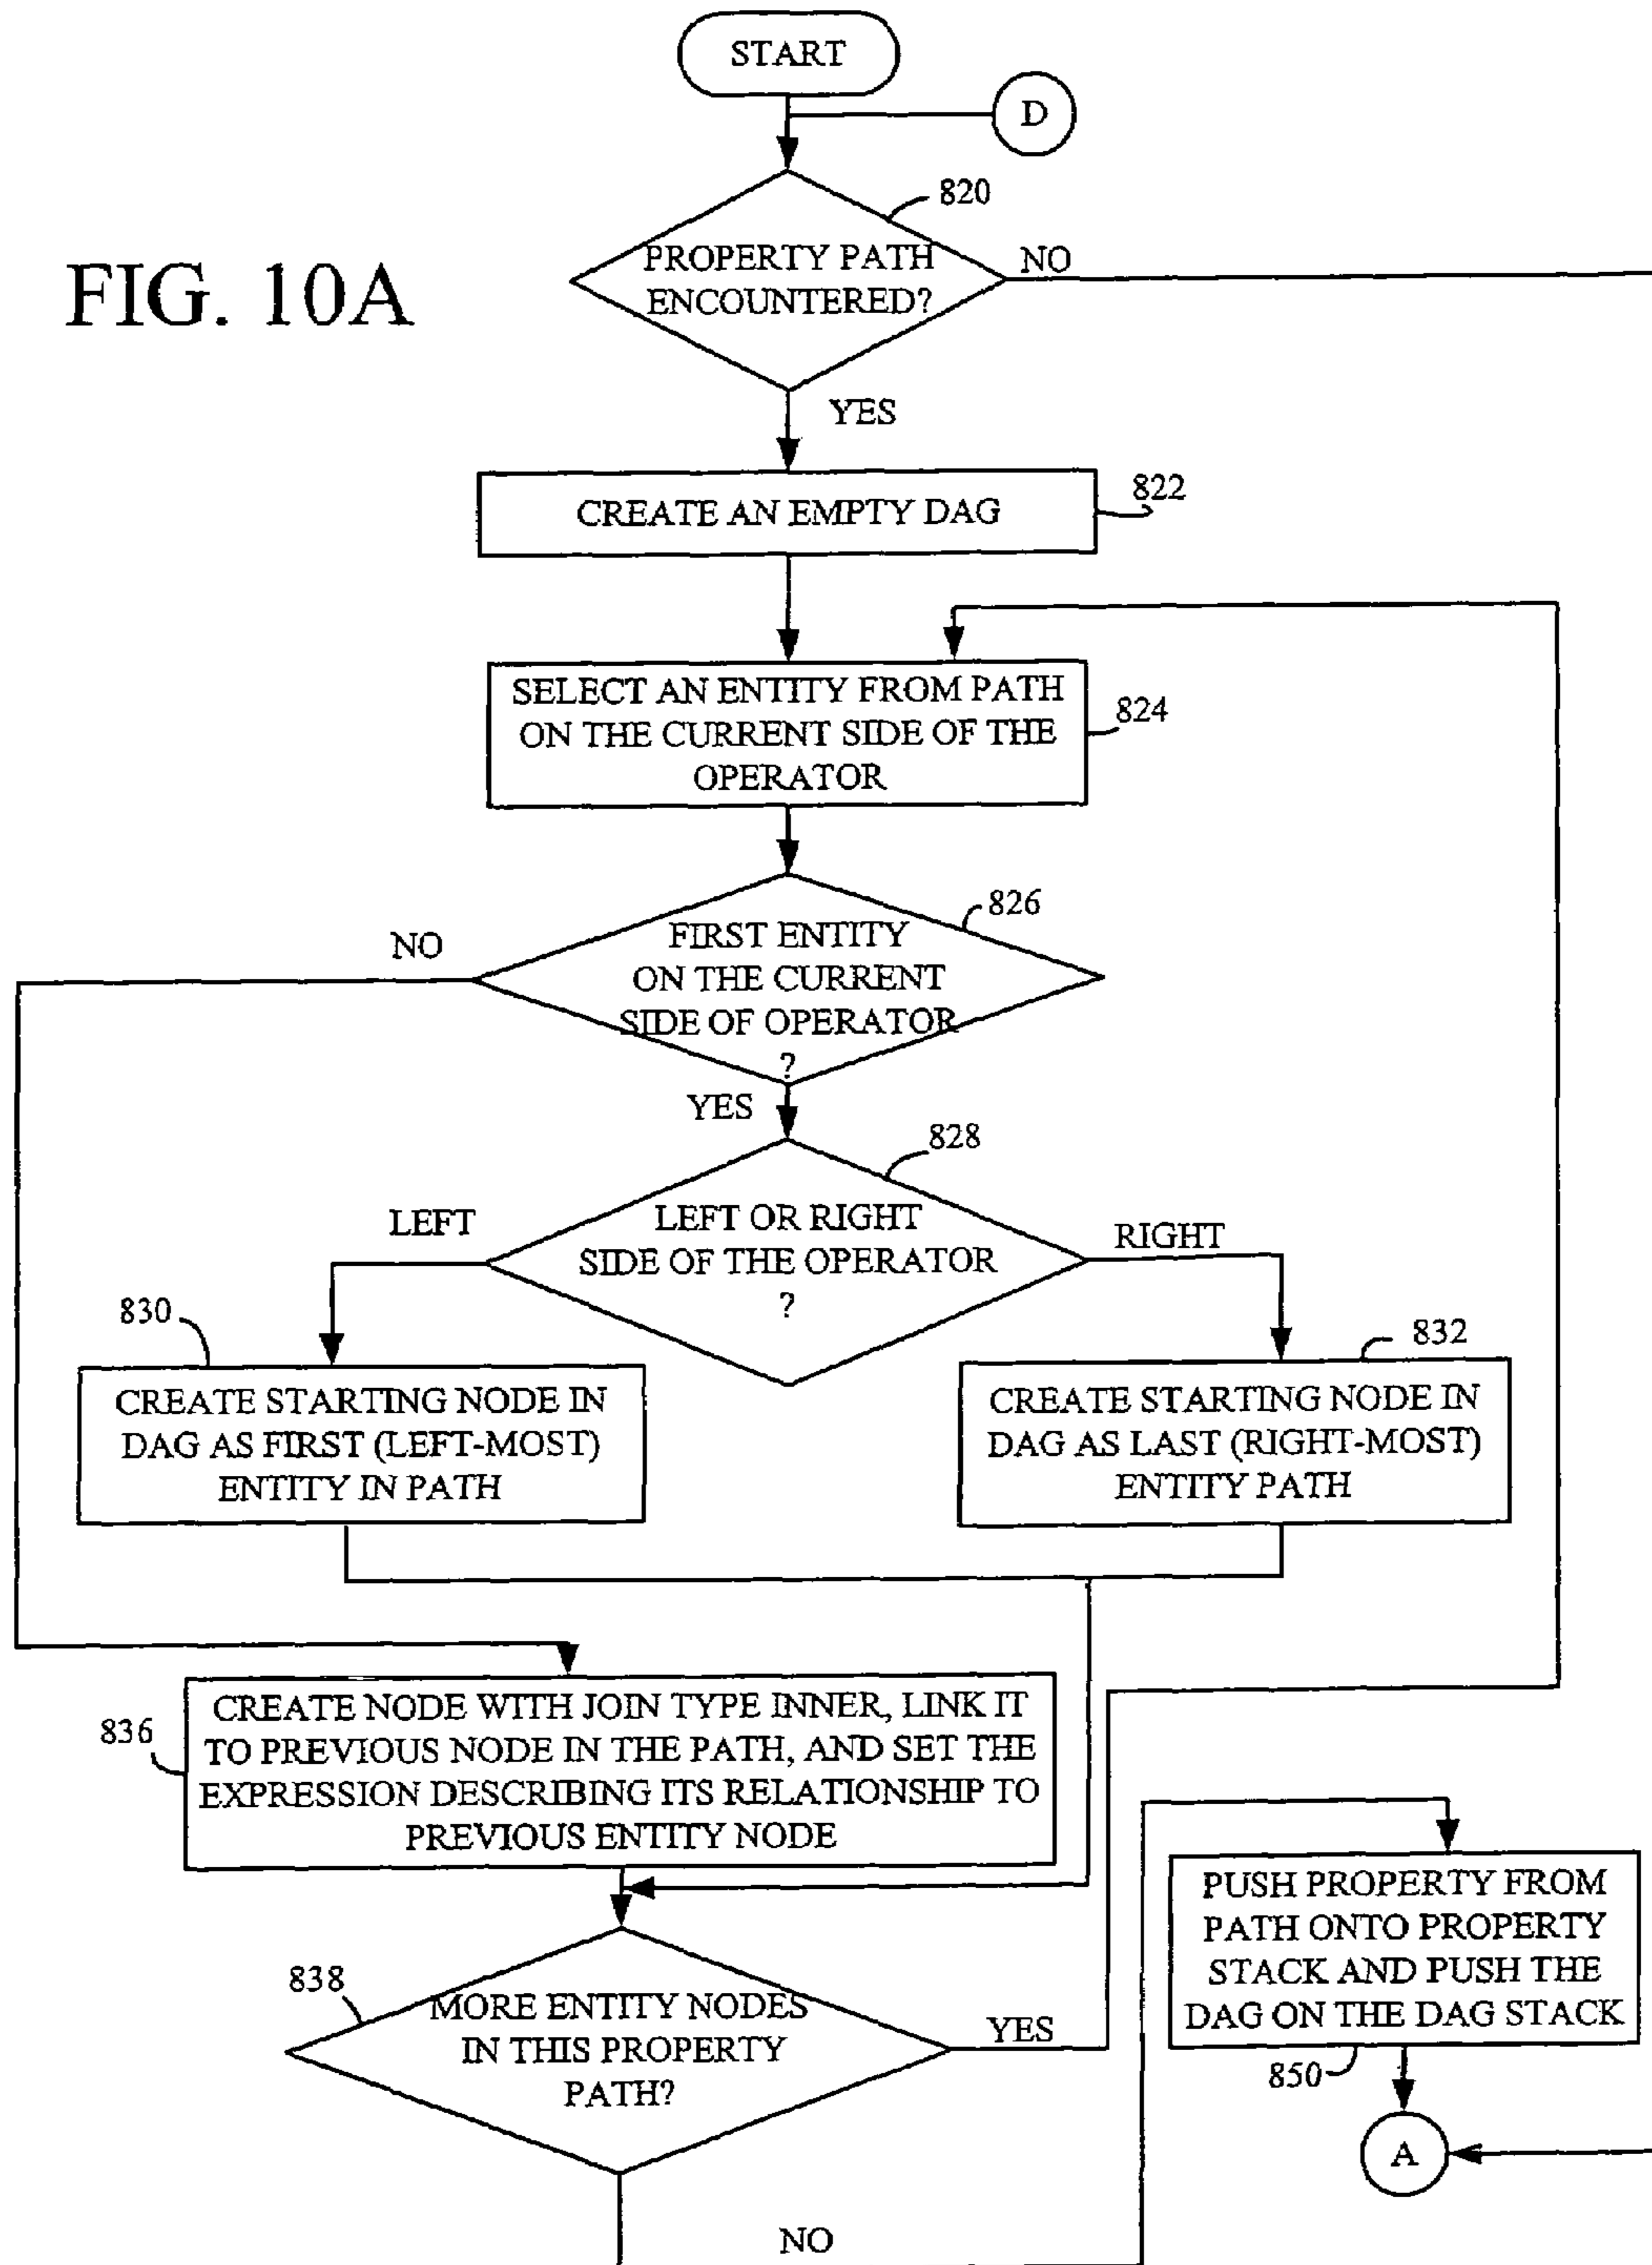 START
D
820
FIG. 10A
PROPERTY PATH
ENCOUNTERED?
NO
YES
CREATE AN EMPTY DAG
822
SELECT AN ENTITY FROM PATH
ON THE CURRENT SIDE OF THE
OPERATOR
824
826
NO
FIRST ENTITY
ON THE CURRENT
SIDE OF OPERATOR
?
YES
828
LEFT
LEFT OR RIGHT
SIDE OF THE OPERATOR
?
RIGHT
830
832
CREATE STARTING NODE IN
DAG AS FIRST (LEFT-MOST)
ENTITY IN PATH
CREATE STARTING NODE IN
DAG AS LAST (RIGHT-MOST)
ENTITY PATH
836
CREATE NODE WITH JOIN TYPE INNER, LINK IT
TO PREVIOUS NODE IN THE PATH, AND SET THE
EXPRESSION DESCRIBING ITS RELATIONSHIP TO
PREVIOUS ENTITY NODE
838
MORE ENTITY NODES
IN THIS PROPERTY
PATH?
YES
PUSH PROPERTY FROM
PATH ONTO PROPERTY
STACK AND PUSH THE
DAG ON THE DAG STACK
850
A
NO